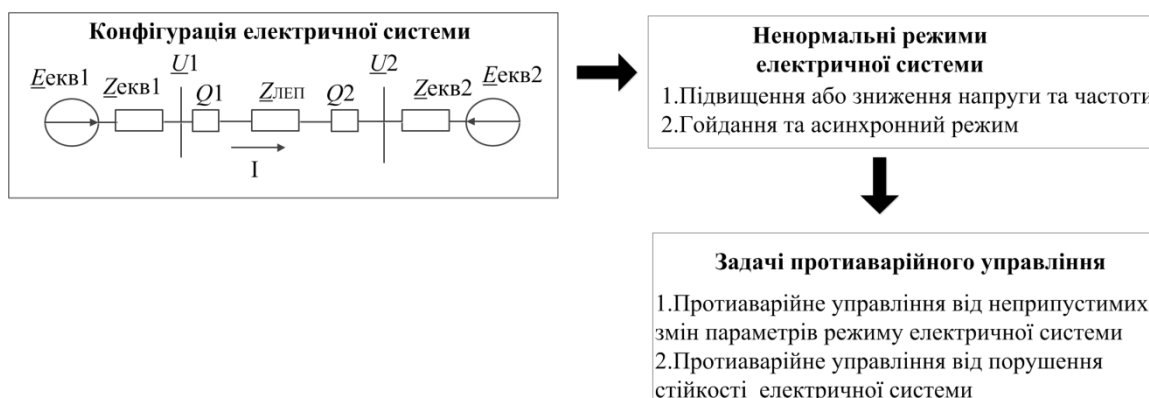 Конфігурація електричної системи
Eекв1 Zекв1 U1 Q1 ZЛЕП Q2 U2 Zекв2 Eекв2
I
Ненормальні режими
електричної системи
1.Підвищення або зниження напруги та частоти
2.Гойдання та асинхронний режим
Задачі протиаварійного управління
1.Протиаварійне управління від неприпустимих
змін параметрів режиму електричної системи
2.Протиаварійне управління від порушення
стійкості електричної системи